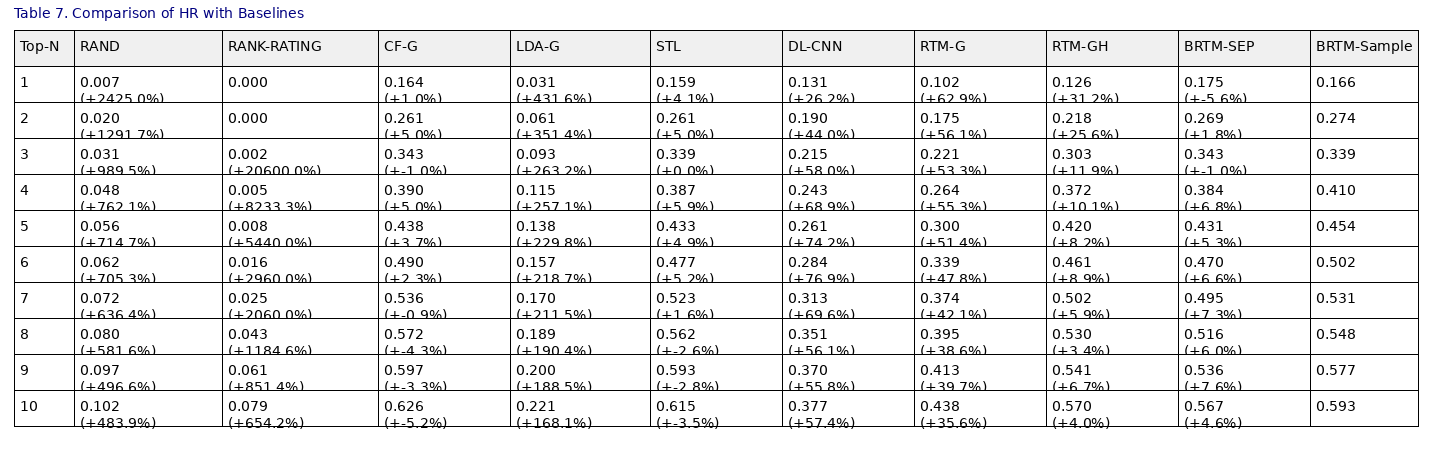 Table 7. Comparison of HR with Baselines
Top-N RAND RANK-RATING CF-G LDA-G STL DL-CNN RTM-G RTM-GH BRTM-SEP BRTM-Sample
1 0.007 0.000 0.164 0.031 0.159 0.131 0.102 0.126 0.175 0.166
(+2425.0%) (+1.0%) (+431.6%) (+4.1%) (+26.2%) (+62.9%) (+31.2%) (+-5.6%)
2 0.020 0.000 0.261 0.061 0.261 0.190 0.175 0.218 0.269 0.274
(+1291.7%) (+5.0%) (+351.4%) (+5.0%) (+44.0%) (+56.1%) (+25.6%) (+1.8%)
3 0.031 0.002 0.343 0.093 0.339 0.215 0.221 0.303 0.343 0.339
(+989.5%) (+20600.0%) (+-1.0%) (+263.2%) (+0.0%) (+58.0%) (+53.3%) (+11.9%) (+-1.0%)
4 0.048 0.005 0.390 0.115 0.387 0.243 0.264 0.372 0.384 0.410
(+762.1%) (+8233.3%) (+5.0%) (+257.1%) (+5.9%) (+68.9%) (+55.3%) (+10.1%) (+6.8%)
5 0.056 0.008 0.438 0.138 0.433 0.261 0.300 0.420 0.431 0.454
(+714.7%) (+5440.0%) (+3.7%) (+229.8%) (+4.9%) (+74.2%) (+51.4%) (+8.2%) (+5.3%)
6 0.062 0.016 0.490 0.157 0.477 0.284 0.339 0.461 0.470 0.502
(+705.3%) (+2960.0%) (+2.3%) (+218.7%) (+5.2%) (+76.9%) (+47.8%) (+8.9%) (+6.6%)
7 0.072 0.025 0.536 0.170 0.523 0.313 0.374 0.502 0.495 0.531
(+636.4%) (+2060.0%) (+-0.9%) (+211.5%) (+1.6%) (+69.6%) (+42.1%) (+5.9%) (+7.3%)
8 0.080 0.043 0.572 0.189 0.562 0.351 0.395 0.530 0.516 0.548
(+581.6%) (+1184.6%) (+-4.3%) (+190.4%) (+-2.6%) (+56.1%) (+38.6%) (+3.4%) (+6.0%)
9 0.097 0.061 0.597 0.200 0.593 0.370 0.413 0.541 0.536 0.577
(+496.6%) (+851.4%) (+-3.3%) (+188.5%) (+-2.8%) (+55.8%) (+39.7%) (+6.7%) (+7.6%)
10 0.102 0.079 0.626 0.221 0.615 0.377 0.438 0.570 0.567 0.593
(+483.9%) (+654.2%) (+-5.2%) (+168.1%) (+-3.5%) (+57.4%) (+35.6%) (+4.0%) (+4.6%)